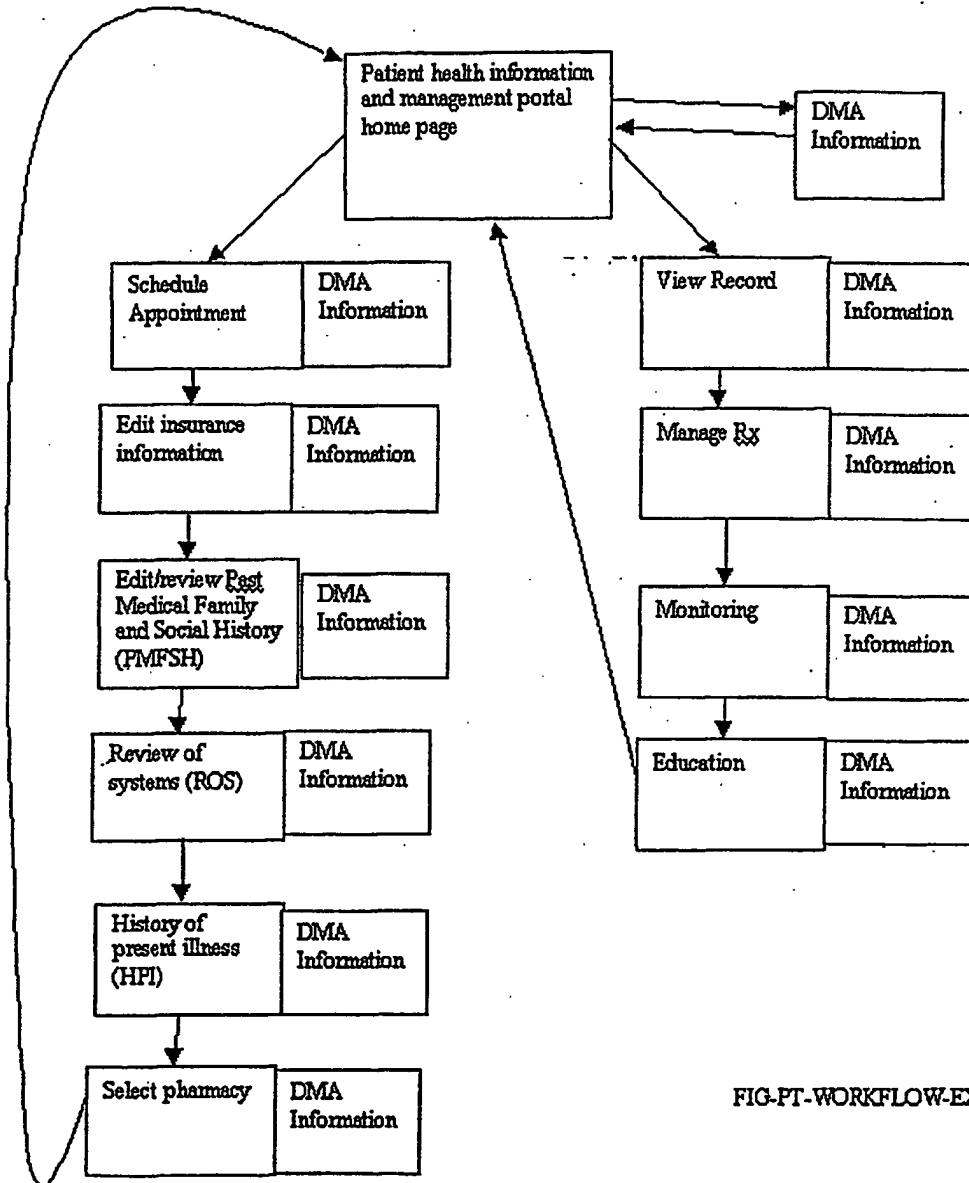 Patient health information
and management portal
home page
DMA
Information
Schedule
Appointment
DMA
Information
View Record
DMA
Information
Edit insurance
information
DMA
Information
Manage Rx
DMA
Information
Edit/review Past
Medical Family
and Social History
(PMFSH)
DMA
Information
Monitoring
DMA
Information
Review of
systems (ROS)
DMA
Information
Education
DMA
Information
History of
present illness
(HPI)
DMA
Information
Select pharmacy
DMA
Information
FIG-PT-WORKFLOW-EX